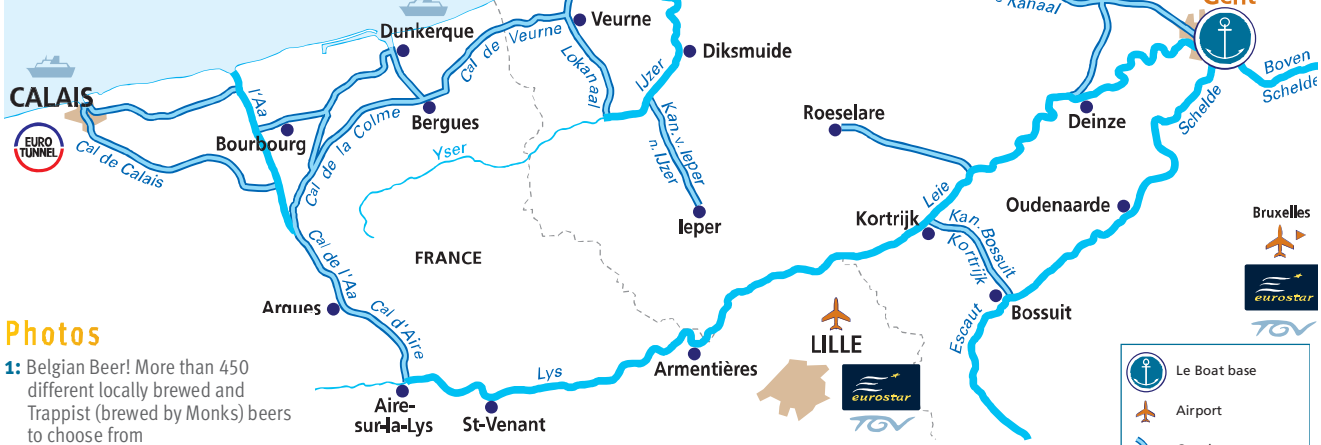 Kanaal
Gent
Veurne
Dunkerque
Cal de Veurne
Diksmuide
Lokanaal
IJzer
Boven
Schelde
CALAIS
l'Aa
Roeselare
Kan. v. Ieper
n. IJzer
Bergues
Deinze
Schelde
EURO
TUNNEL
Bourbourg
Cal de la Colme
Yser
Cal de Calais
Leie
Oudenaarde
Kortrijk
Ieper
Bruxelles
Kan. Bossuit
Kortrijk
Cal de l'Aa
FRANCE
eurostar
TGV
Arques
Bossuit
Cal d'Aire
Escaut
LILLE
Photos
1: Belgian Beer! More than 450
different locally brewed and
Trappist (brewed by Monks) beers
to choose from
Lys
Armentières
eurostar
TGV
Aire-
sur-la-Lys
St-Venant
Le Boat base
Airport